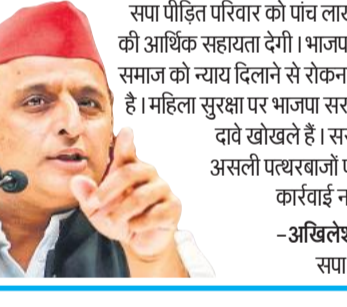 सपा पीड़ित परिवार को पांच लाख
की आर्थिक सहायता देगी। भाजप
समाज को न्याय दिलाने से रोकन
है। महिला सुरक्षा पर भाजपा सर
दावे खोखले हैं। सर
असली पत्थरबाजों प
कार्रवाई न
-अखिलेश
सपा